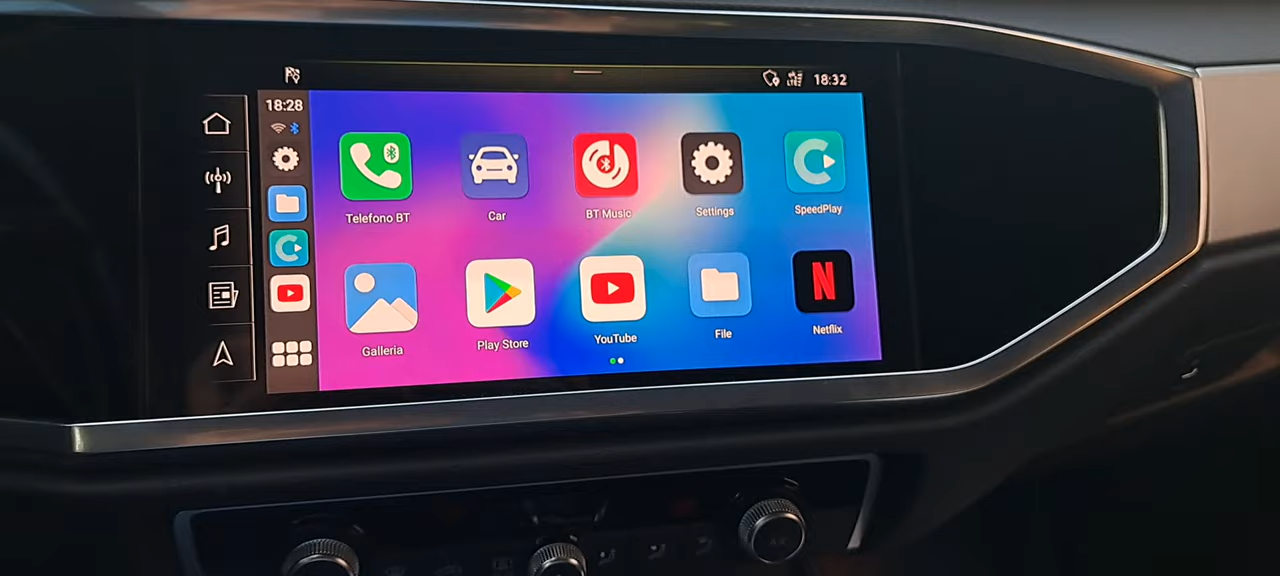 18:32
18:28
Telefono BT
Car
BT Music
Settings
SpeedPlay
Galleria
Play Store
YouTube
File
Netflix
N